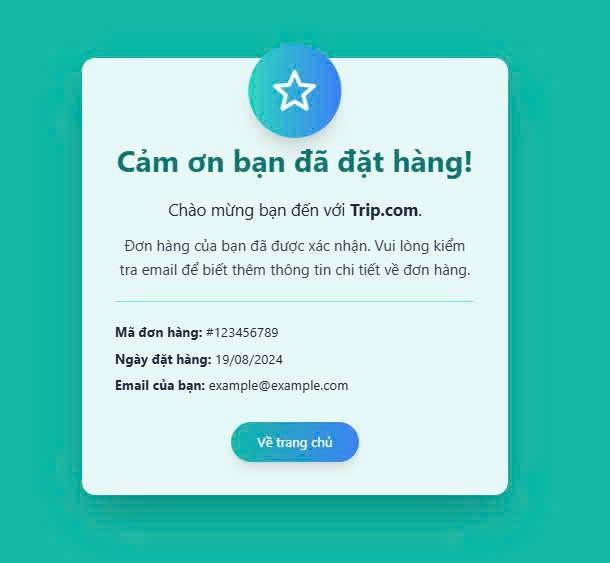 Cảm ơn bạn đã đặt hàng!
Chào mừng bạn đến với Trip.com.
Đơn hàng của bạn đã được xác nhận. Vui lòng kiểm
tra email để biết thêm thông tin chi tiết về đơn hàng.
Mã đơn hàng: #123456789
Ngày đặt hàng: 19/08/2024
Email của bạn: example@example.com
Về trang chủ